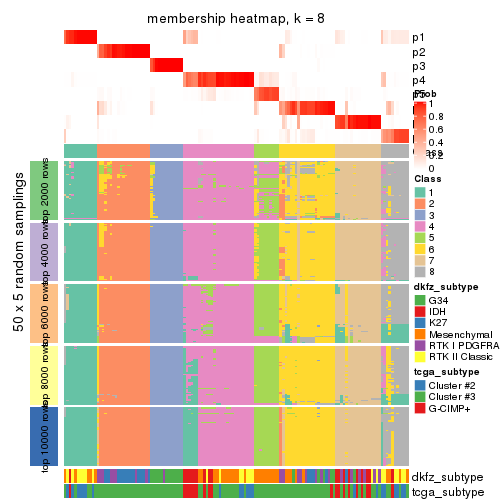 membership heatmap, k = 8
p1
p2
p3
p4
Prob
1
0.8
0.6
0.4
0.2
0
Class
1
2
3
4
5
6
7
8
dkfz_subtype
G34
IDH
K27
Mesenchymal
RTK I PDGFRA
RTK II Classic
tcga_subtype
Cluster #2
Cluster #3
G-CIMP+
50 x 5 random samplings
top 2000 rows
top 4000 rows
top 6000 rows
top 8000 rows
top 10000 rows
dkfz_subtype
tcga_subtype